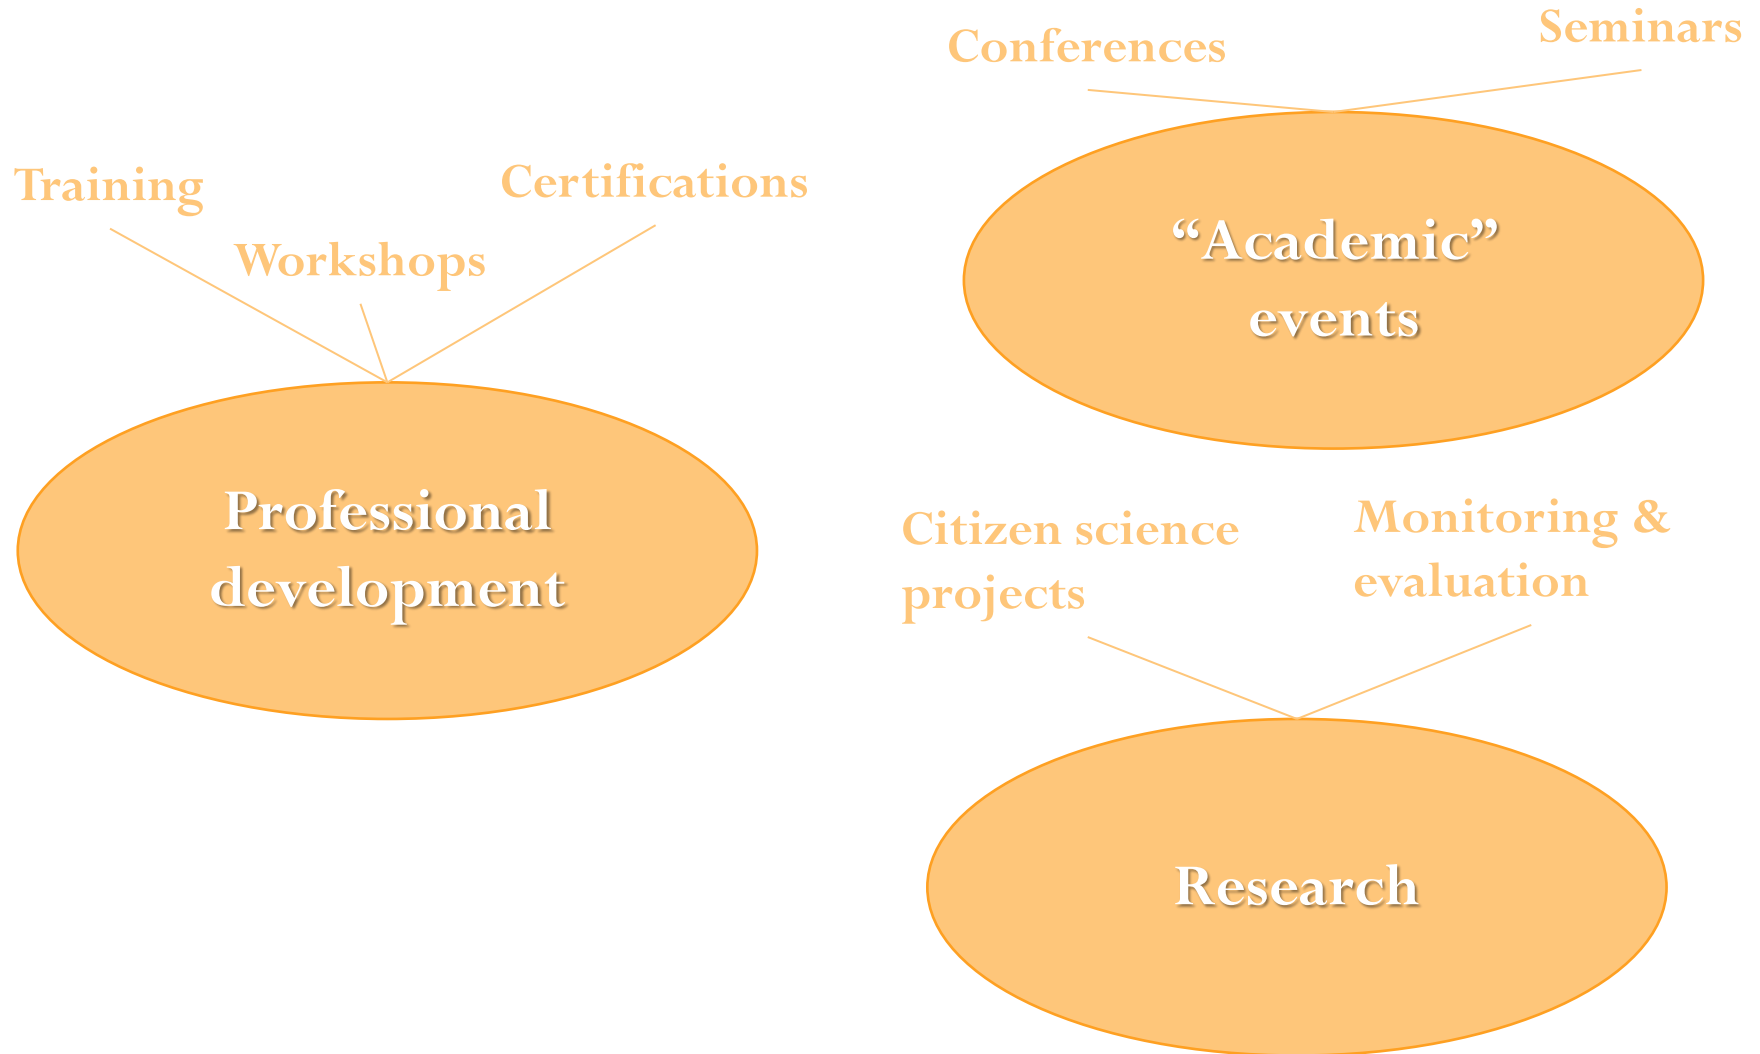 Training
Workshops
Certifications
Professional
development
Conferences
Seminars
“Academic”
events
Citizen science
projects
Monitoring &
evaluation
Research